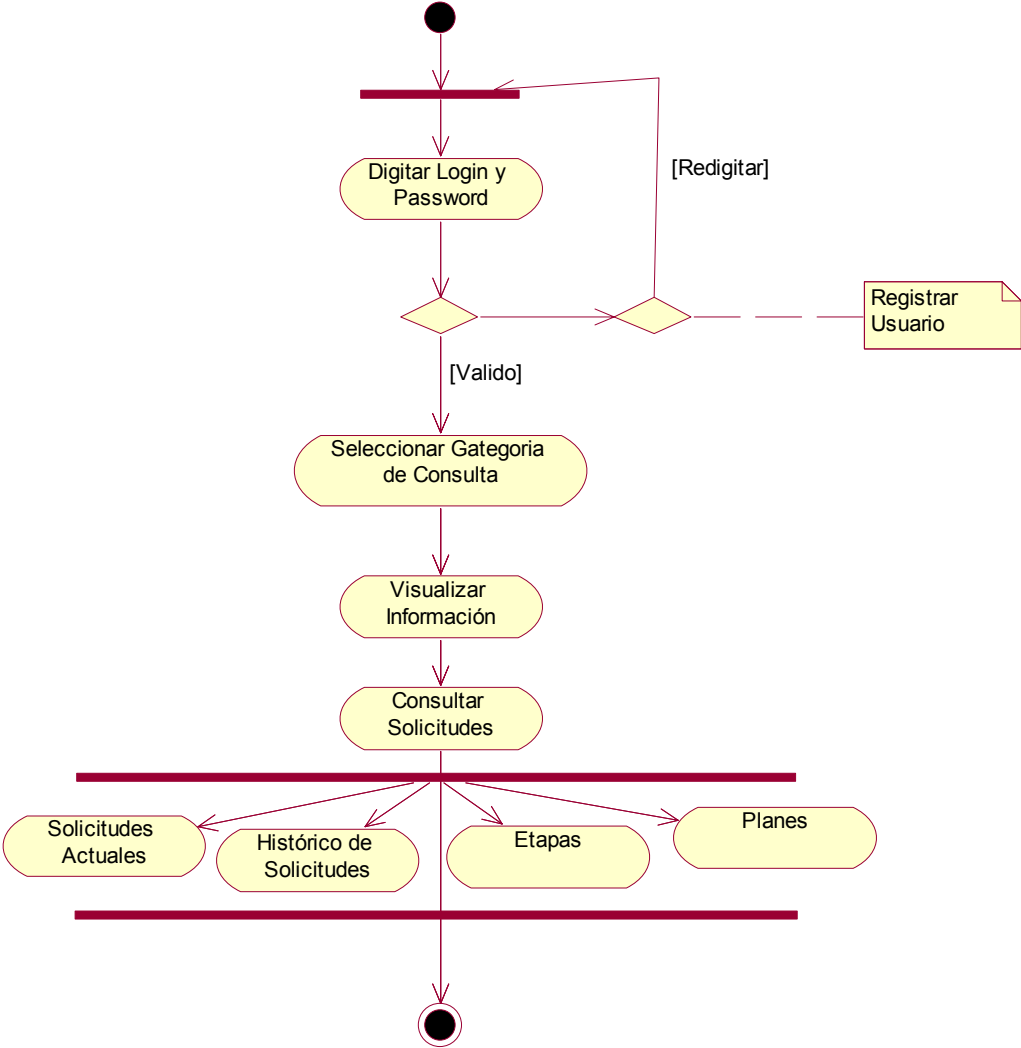 Digitar Login y
Password
[Redigitar]
Registrar
Usuario
[Valido]
Seleccionar Gategoria
de Consulta
Visualizar
Información
Consultar
Solicitudes
Solicitudes
Actuales
Histórico de
Solicitudes
Etapas
Planes